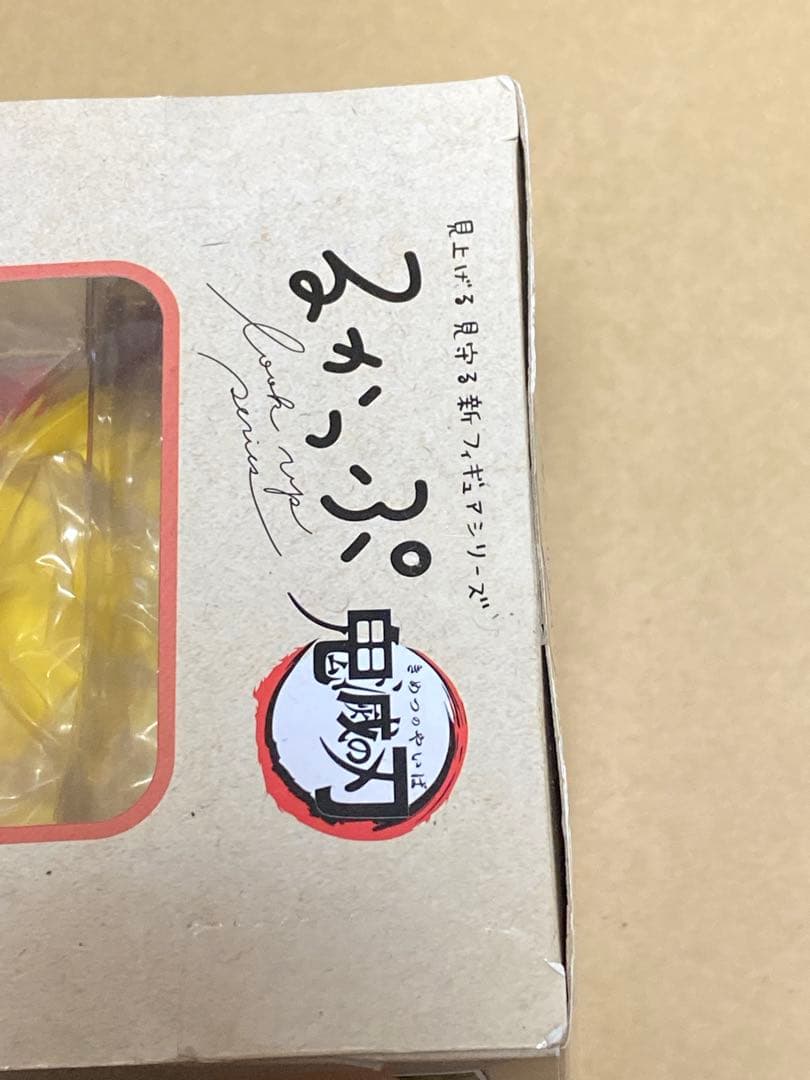 見上げる見守る新フィギュアシリーズ
るかっぷ
look up
series
きめつのやいば
鬼滅の刃